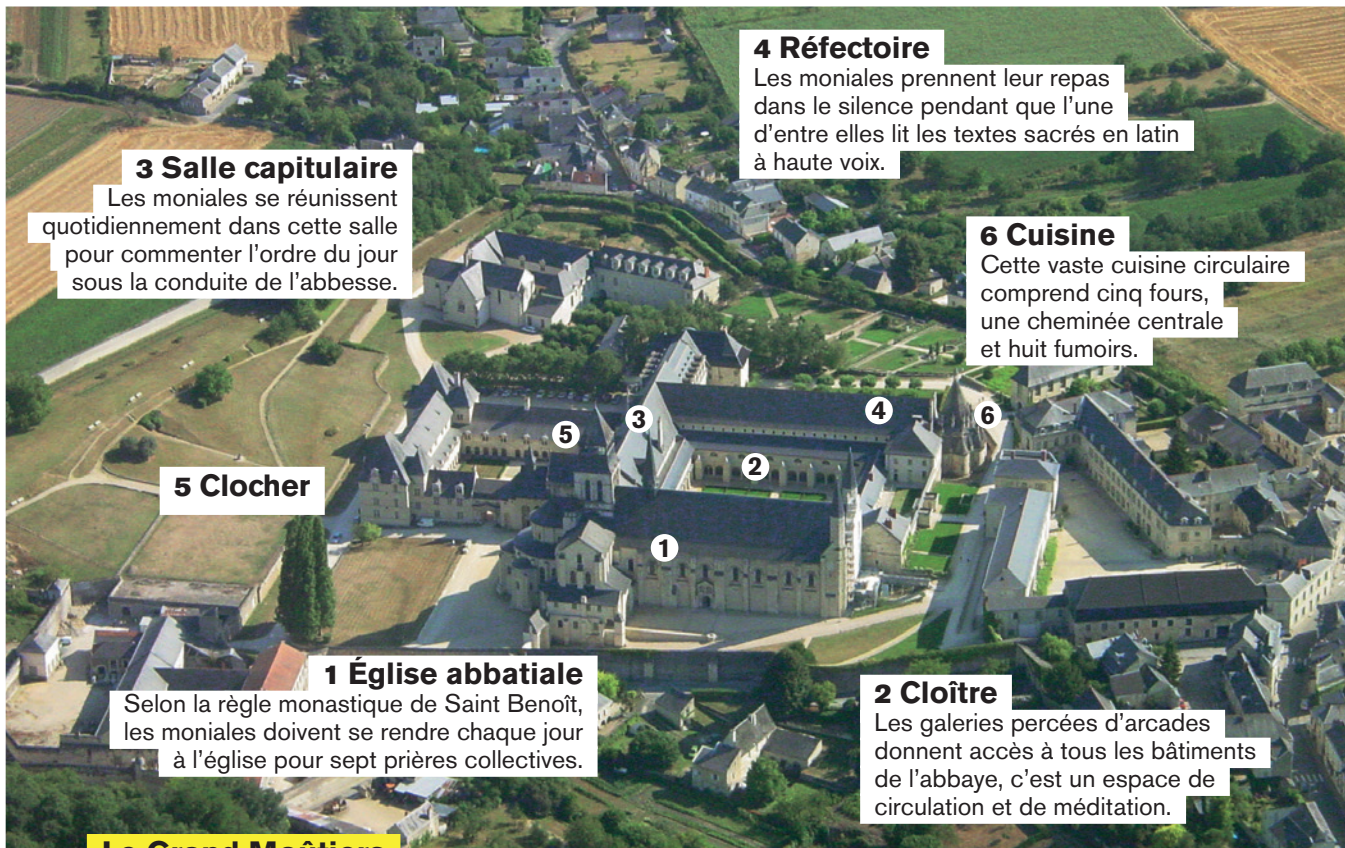 4 Réfectoire
Les moniales prennent leur repas
dans le silence pendant que l’une
d’entre elles lit les textes sacrés en latin
à haute voix.
3 Salle capitulaire
Les moniales se réunissent
quotidiennement dans cette salle
pour commenter l’ordre du jour
sous la conduite de l’abbesse.
6 Cuisine
Cette vaste cuisine circulaire
comprend cinq fours,
une cheminée centrale
et huit fumoirs.
3
4
6
5
2
5 Clocher
1
1 Église abbatiale
Selon la règle monastique de Saint Benoît,
les moniales doivent se rendre chaque jour
à l’église pour sept prières collectives.
2 Cloître
Les galeries percées d’arcades
donnent accès à tous les bâtiments
de l’abbaye, c’est un espace de
circulation et de méditation.
Le Grand Moûtiers